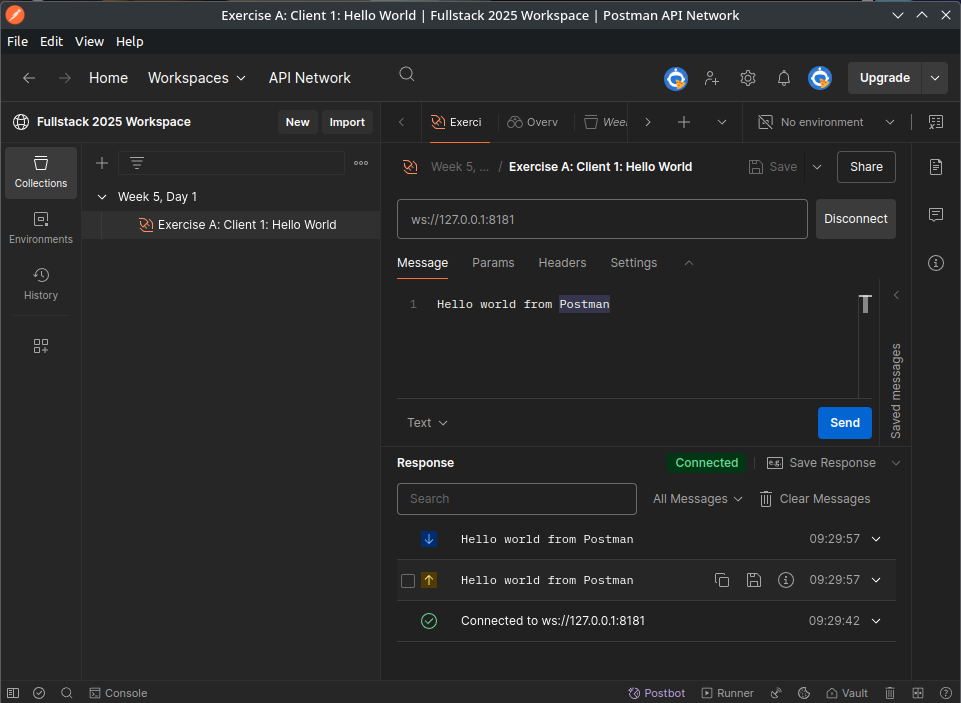 Exercise A: Client 1: Hello World | Fullstack 2025 Workspace | Postman API Network
File Edit View Help
Home Workspaces API Network Upgrade
Fullstack 2025 Workspace New Import
Exerci Overv Wee No environment
Collections
Environments
History
Week 5, Day 1
Exercise A: Client 1: Hello World
Week 5, ... / Exercise A: Client 1: Hello World Save Share
ws://127.0.0.1:8181 Disconnect
Message Params Headers Settings
1 Hello world from Postman
Saved messages
Text Send
Response Connected e.g. Save Response
Search All Messages Clear Messages
Hello world from Postman 09:29:57
Hello world from Postman 09:29:57
Connected to ws://127.0.0.1:8181 09:29:42
Console Postbot Runner Vault